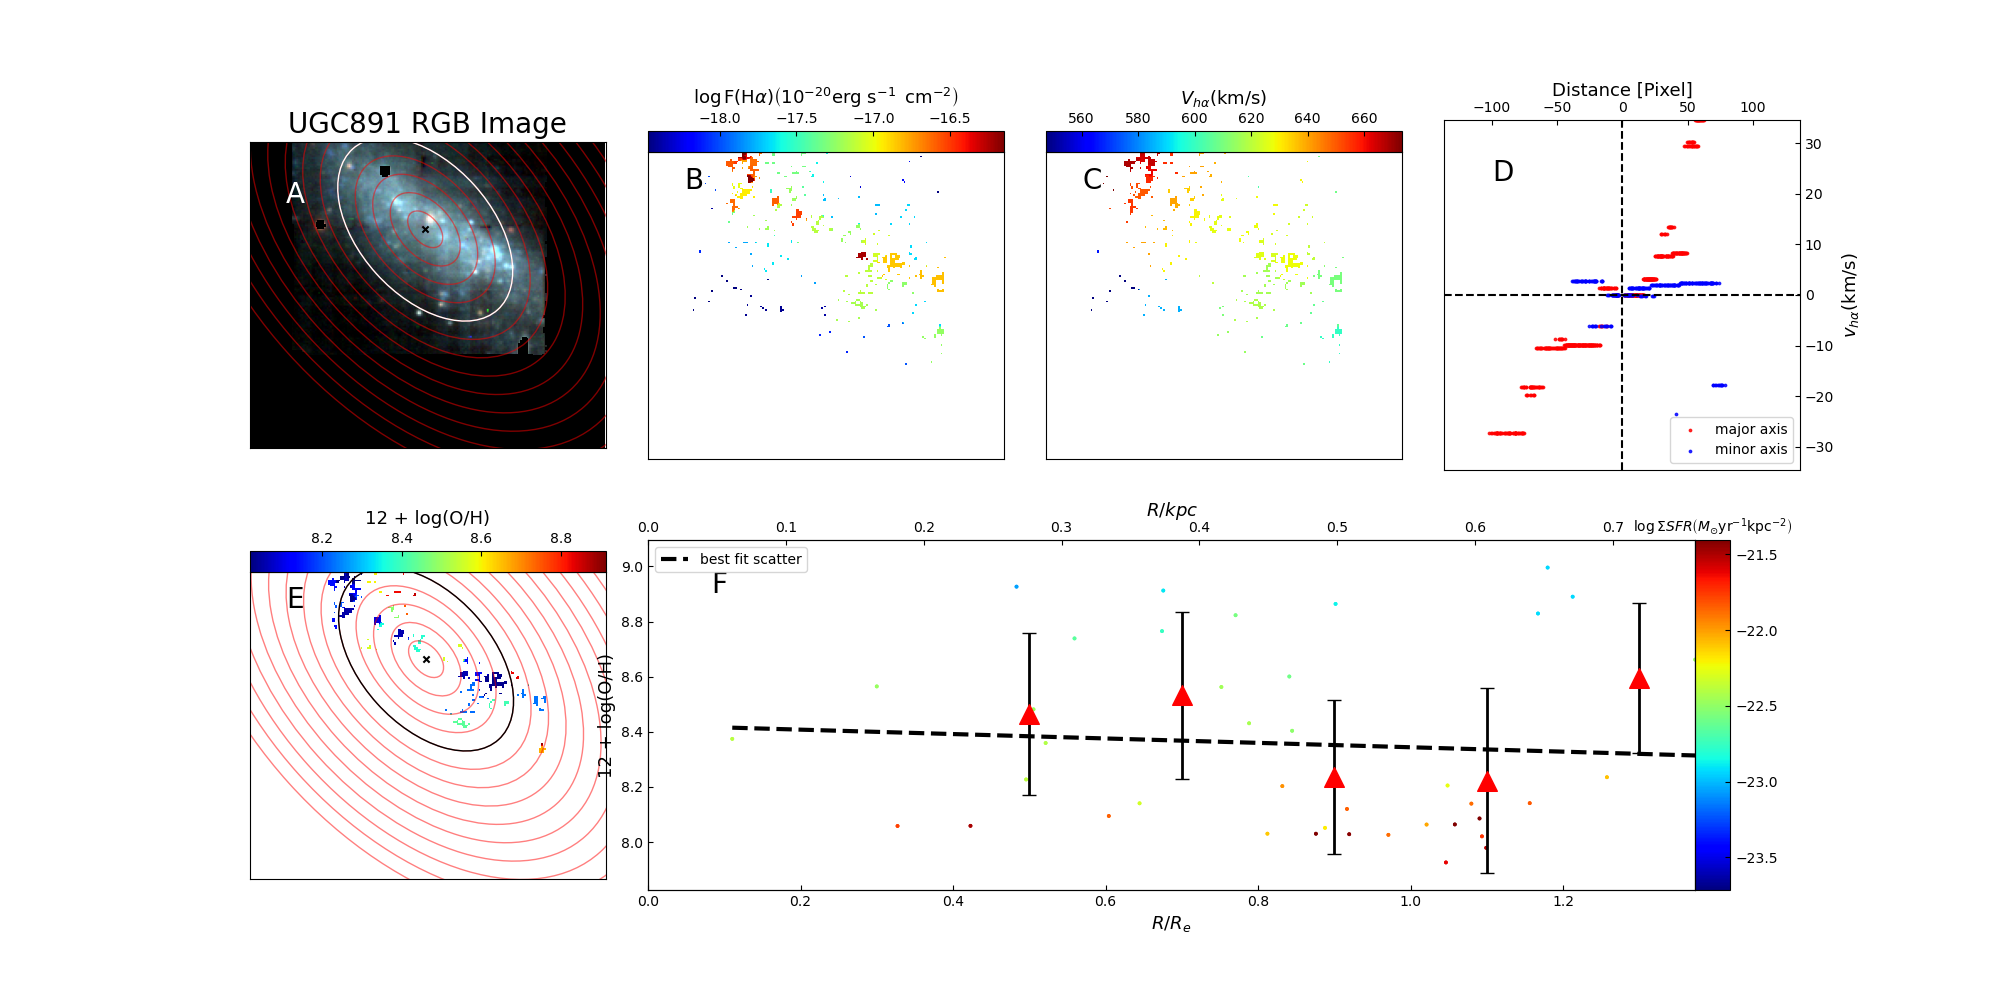 UGC891 RGB Image
A
log F(Hα)(10⁻²⁰erg s⁻¹ cm⁻²)
−18.0 −17.5 −17.0 −16.5
B
V_{hα}(km/s)
560 580 600 620 640 660
C
Distance [Pixel]
−100 −50 0 50 100
D
30
20
10
0
−10
−20
−30
v_{hα}(km/s)
major axis
minor axis
12 + log(O/H)
8.2 8.4 8.6 8.8
E
R/kpc
0.0 0.1 0.2 0.3 0.4 0.5 0.6 0.7
log ΣSFR(M_⊙yr⁻¹kpc⁻²)
best fit scatter
F
12 + log(O/H)
9.0
8.8
8.6
8.4
8.2
8.0
0.0 0.2 0.4 0.6 0.8 1.0 1.2
R/R_e
−21.5
−22.0
−22.5
−23.0
−23.5